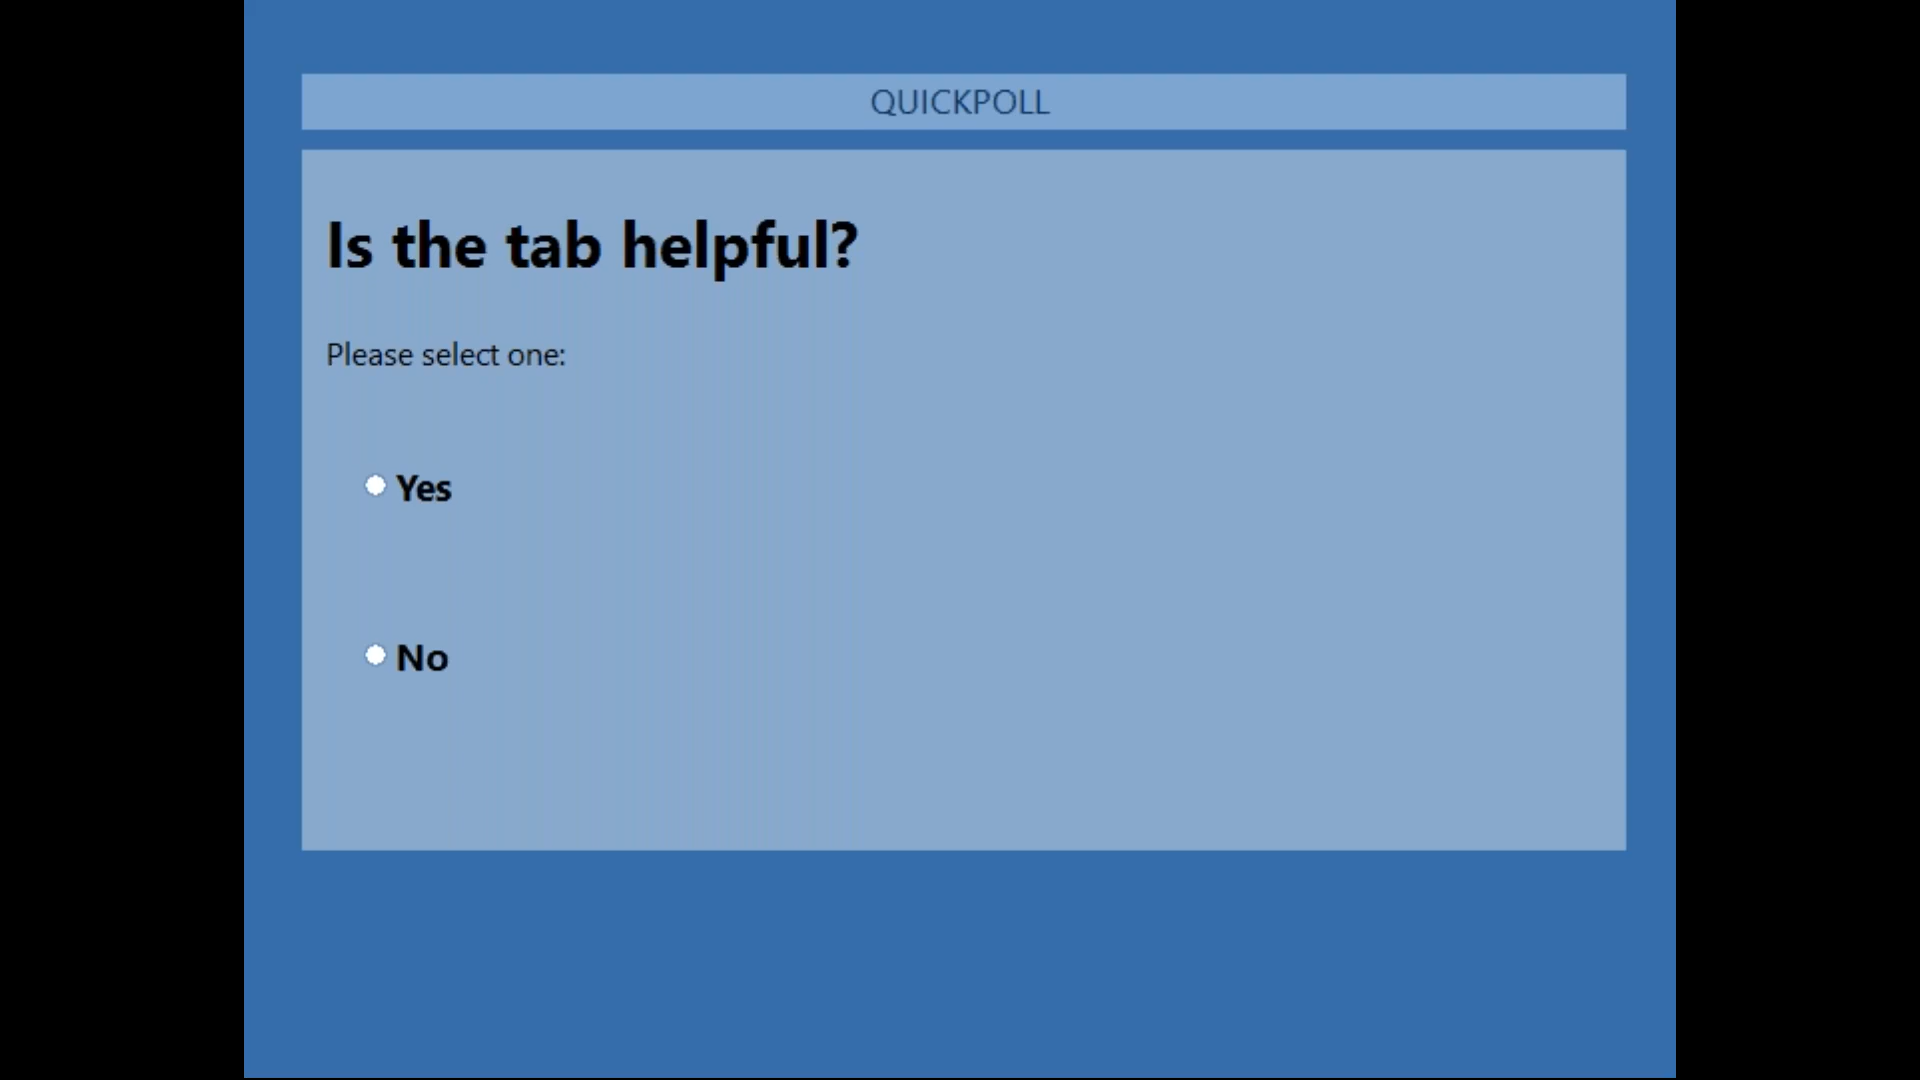 QUICKPOLL
Is the tab helpful?
Please select one:
Yes
No